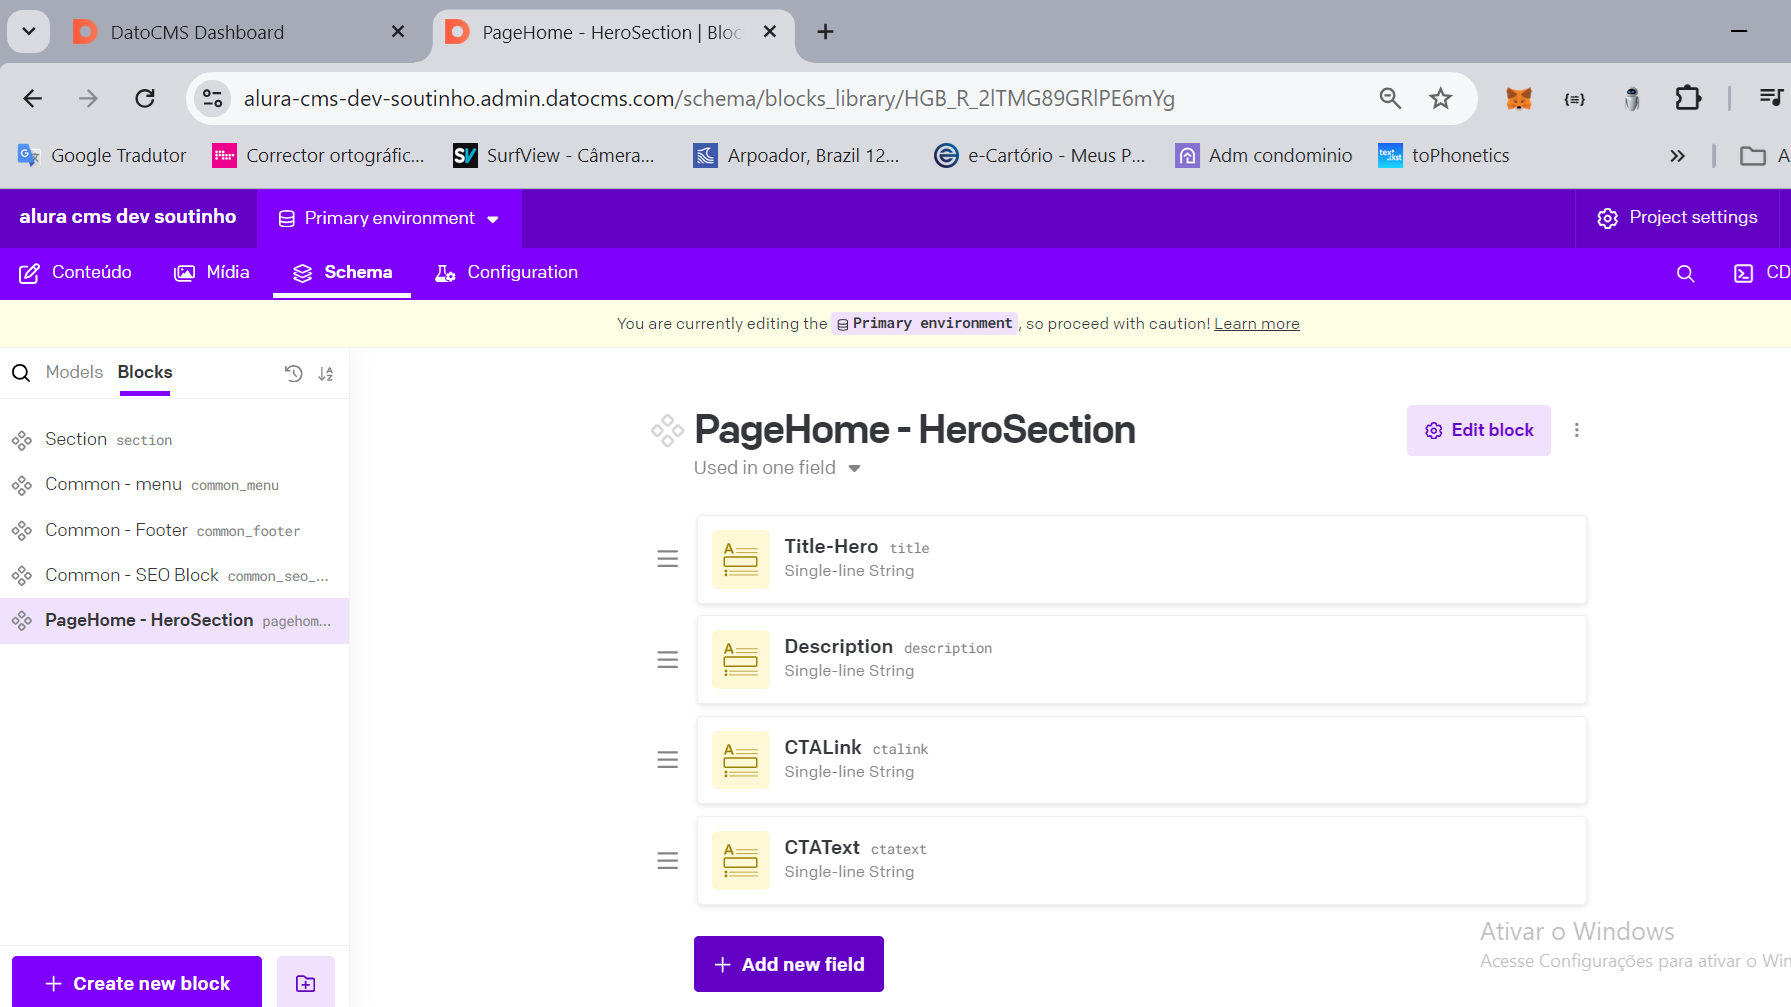 DatoCMS Dashboard
PageHome - HeroSection | Bloc
alura-cms-dev-soutinho.admin.datocms.com/schema/blocks_library/HGB_R_2lTMG89GRlPE6mYg
Google Tradutor
Corrector ortográfic...
SurfView - Câmera...
Arpoador, Brazil 12...
e-Cartório - Meus P...
Adm condominio
toPhonetics
alura cms dev soutinho
Primary environment
Project settings
Conteúdo
Mídia
Schema
Configuration
CD
You are currently editing the Primary environment, so proceed with caution! Learn more
Models
Blocks
Section section
Common - menu common_menu
Common - Footer common_footer
Common - SEO Block common_seo_...
PageHome - HeroSection pagehom...
Create new block
PageHome - HeroSection
Edit block
Used in one field
Title-Hero title
Single-line String
Description description
Single-line String
CTALink ctalink
Single-line String
CTAText ctatext
Single-line String
Add new field
Ativar o Windows
Acesse Configurações para ativar o Win